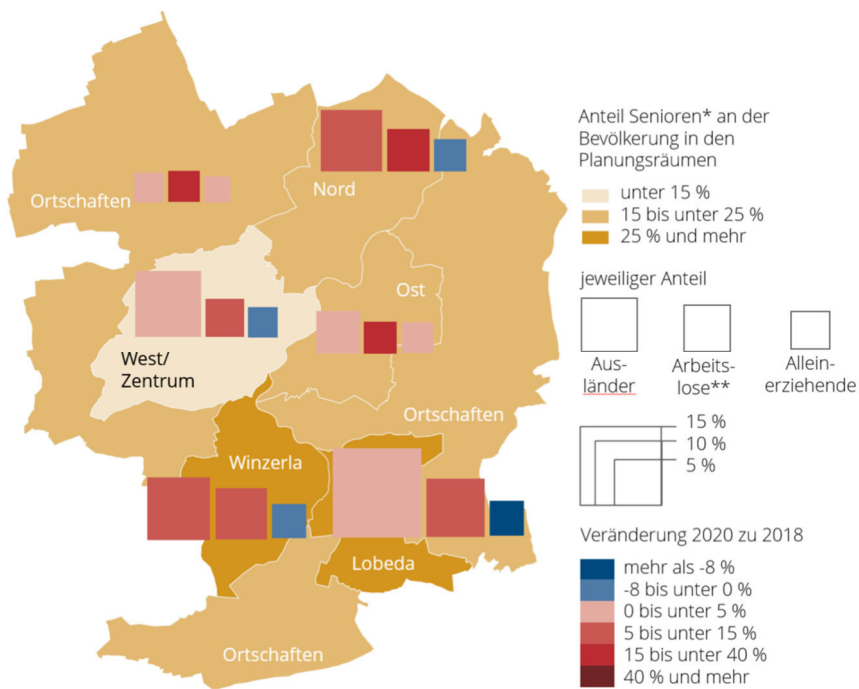 Ortschaften
Nord
Ost
West/
Zentrum
Ortschaften
Winzerla
Lobeda
Ortschaften
Anteil Senioren* an der
Bevölkerung in den
Planungsräumen
unter 15 %
15 bis unter 25 %
25 % und mehr
jeweiliger Anteil
Aus-
länder
Arbeits-
lose**
Allein-
erziehende
15 %
10 %
5 %
Veränderung 2020 zu 2018
mehr als -8 %
-8 bis unter 0 %
0 bis unter 5 %
5 bis unter 15 %
15 bis unter 40 %
40 % und mehr